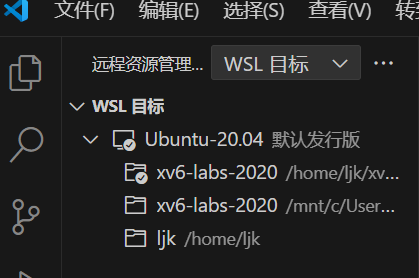 文件(F) 编辑(E) 选择(S) 查看(V)
远程资源管理... WSL 目标
WSL 目标
Ubuntu-20.04 默认发行版
xv6-labs-2020 /home/ljk/xv...
xv6-labs-2020 /mnt/c/User...
ljk /home/ljk